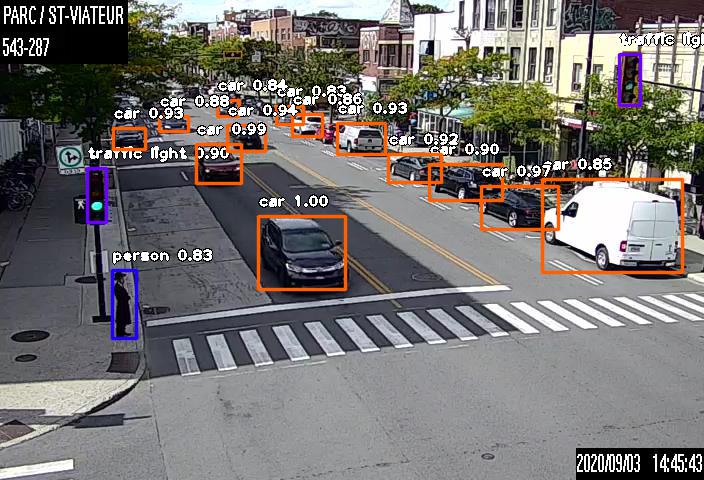 PARC / ST-VIATEUR
543-287
traffic ligh
car 0.84
car 0.83
car 0.88
car 0.86
car 0.93
car 0.94
car 0.93
car 0.99
car 0.92
traffic light 0.90
car 0.90
car 0.97
car 0.85
car 1.00
person 0.83
2020/09/03 14:45:43